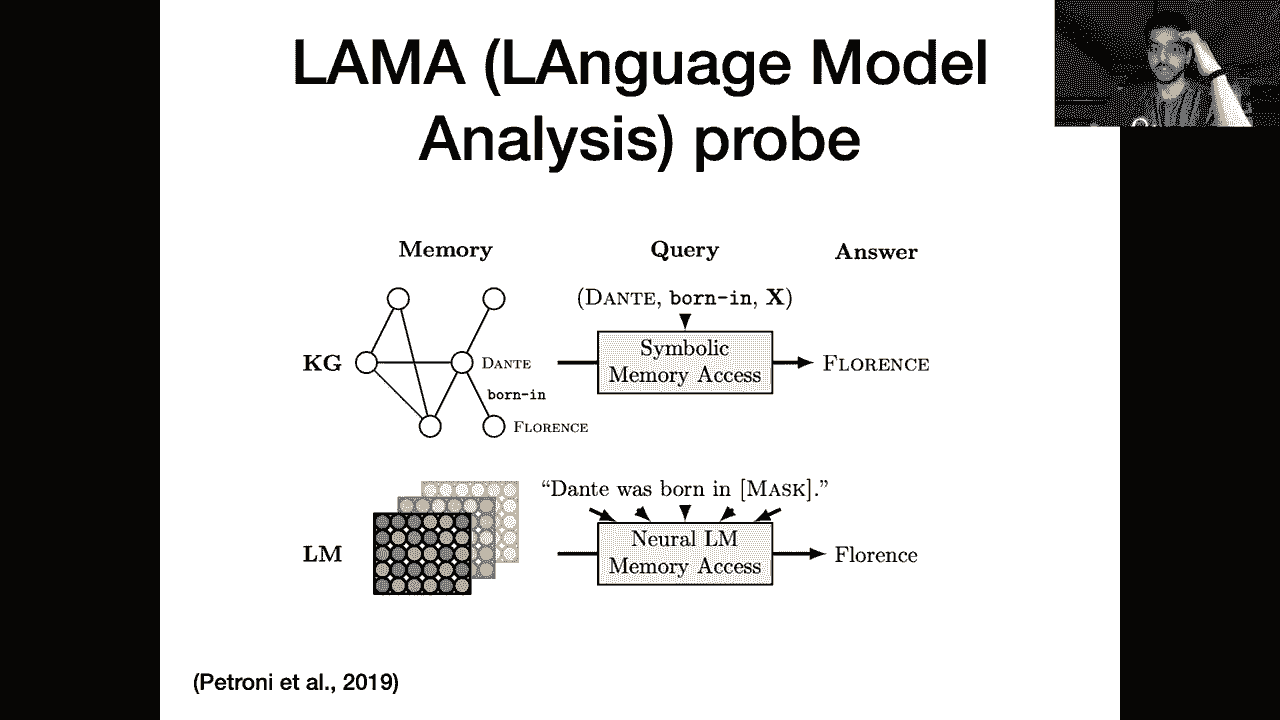 LAMA (LAnguage Model
Analysis) probe
Memory
Query
Answer
(Dante, born-in, X)
KG
Dante
born-in
Florence
Symbolic
Memory Access
Florence
"Dante was born in [Mask]."
LM
Neural LM
Memory Access
Florence
(Petroni et al., 2019)